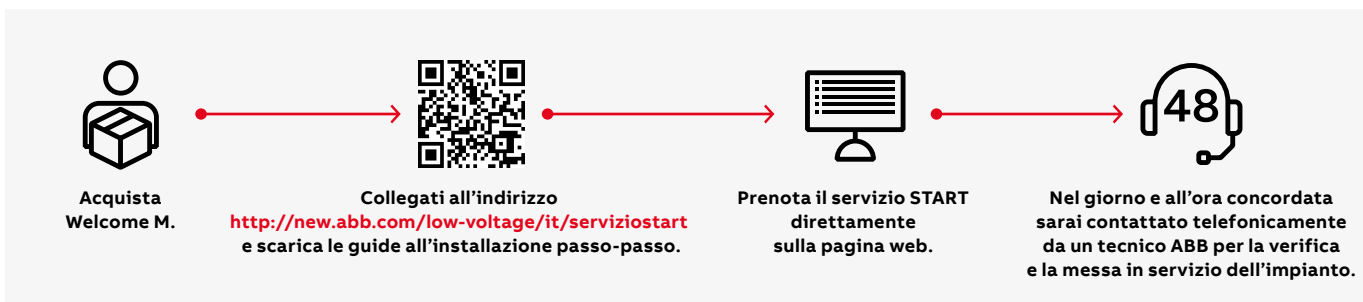 48
Acquista
Welcome M.
Collegati all’indirizzo
http://new.abb.com/low-voltage/it/serviziostart
e scarica le guide all’installazione passo-passo.
Prenota il servizio START
direttamente
sulla pagina web.
Nel giorno e all’ora concordata
sarai contattato telefonicamente
da un tecnico ABB per la verifica
e la messa in servizio dell’impianto.